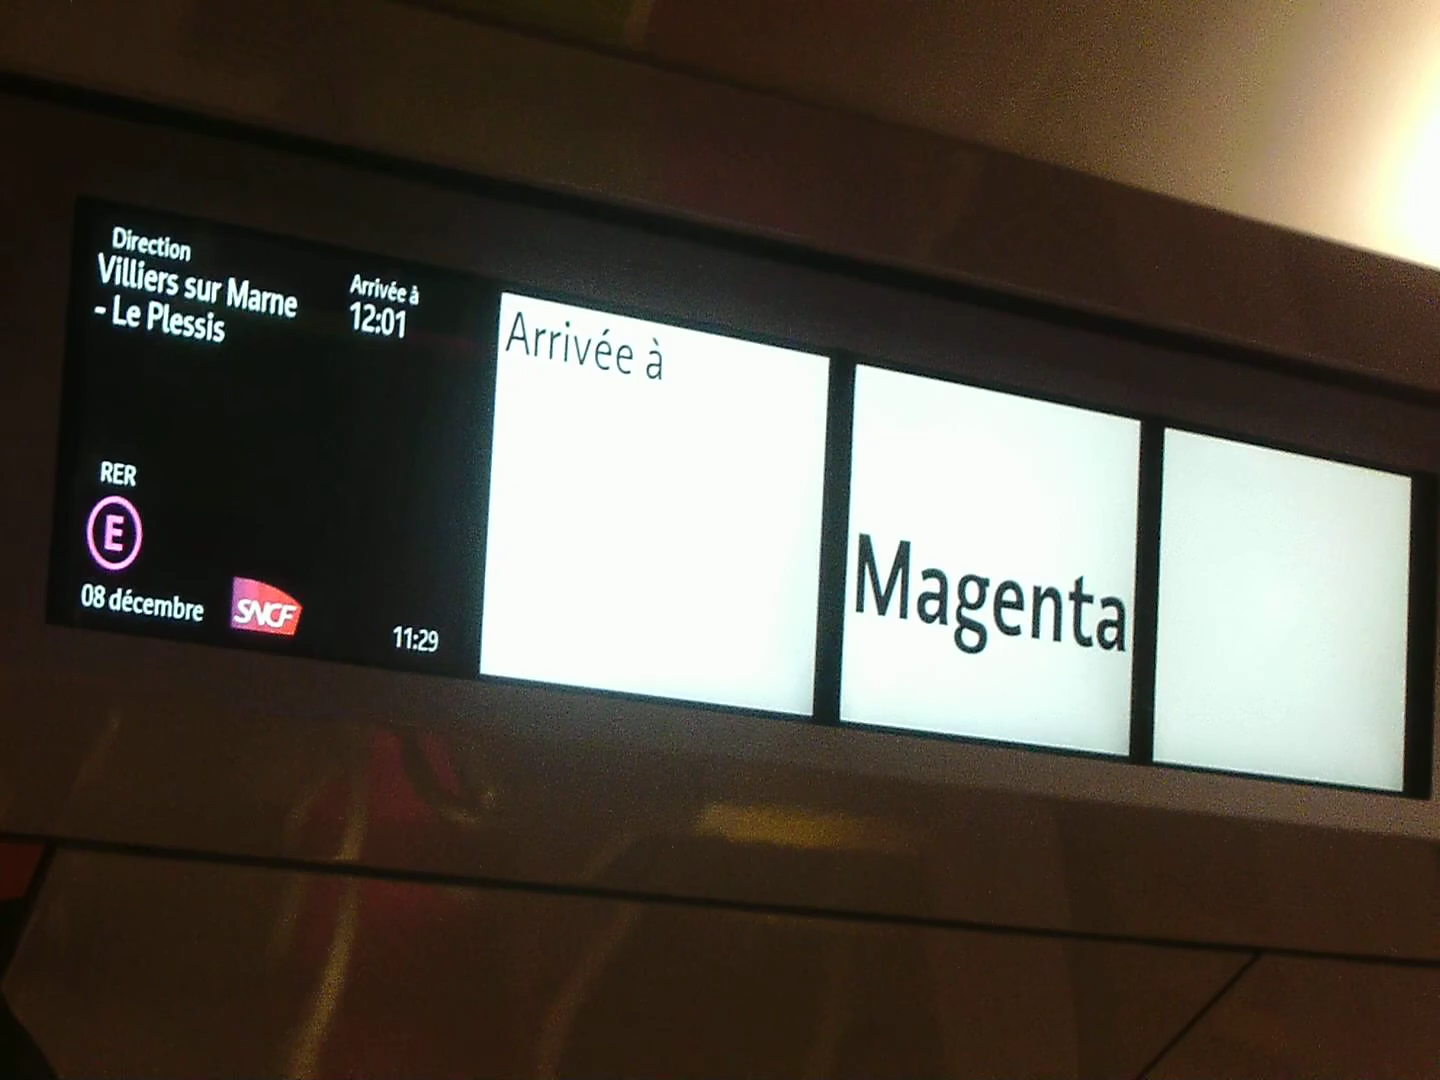 Direction
Villiers sur Marne
- Le Plessis
Arrivée à
12:01
RER
E
08 décembre
SNCF
11:29
Arrivée à
Magenta